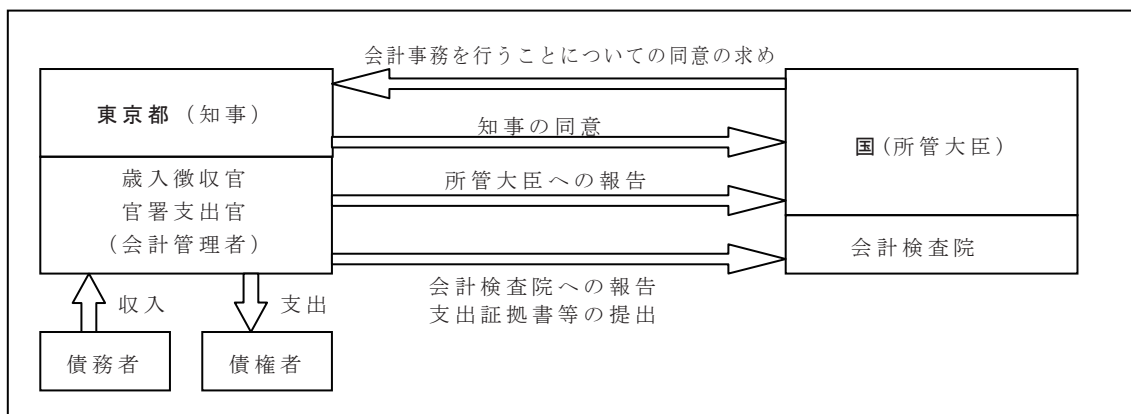 会計事務を行うことについての同意の求め
東京都（知事）
知事の同意
国(所管大臣)
歳入徴収官
官署支出官
(会計管理者)
所管大臣への報告
会計検査院
会計検査院への報告
支出証拠書等の提出
収入
支出
債務者
債権者